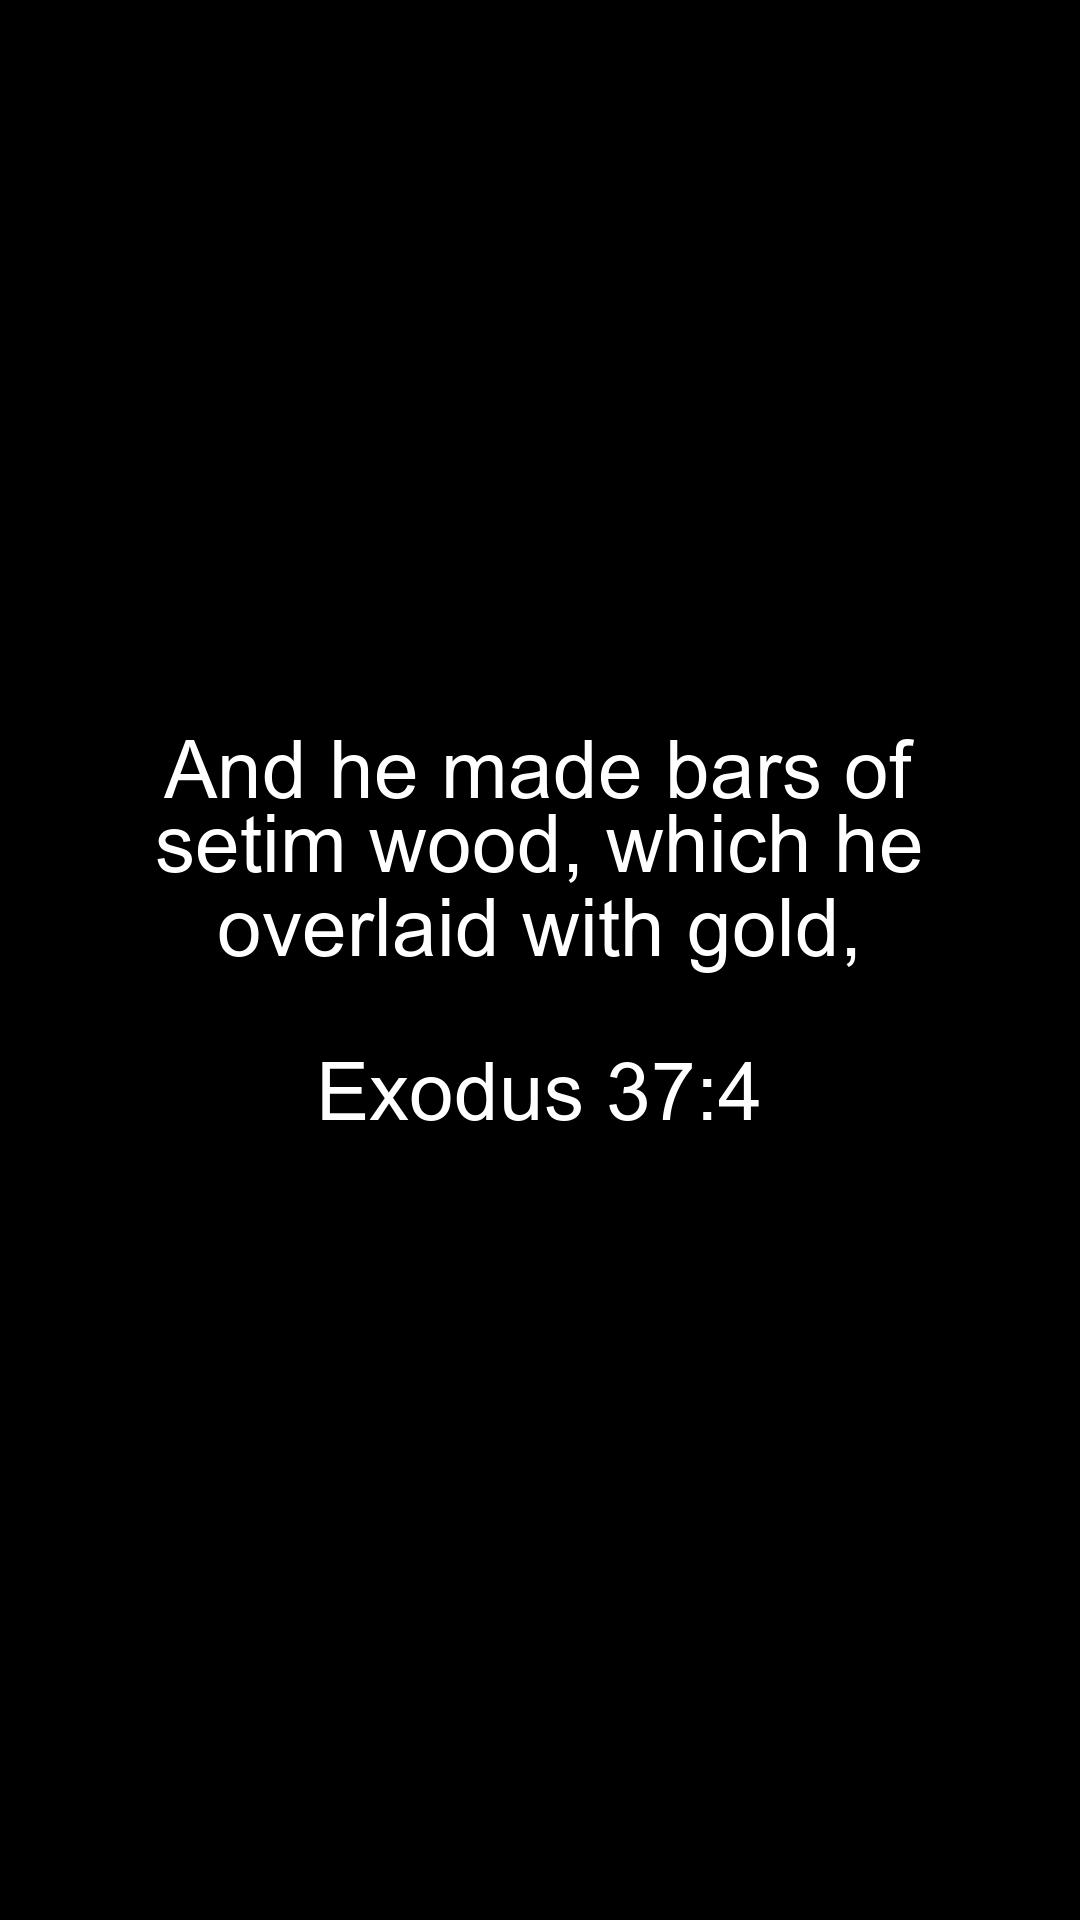 And he made bars of
setim wood, which he
overlaid with gold,
Exodus 37:4